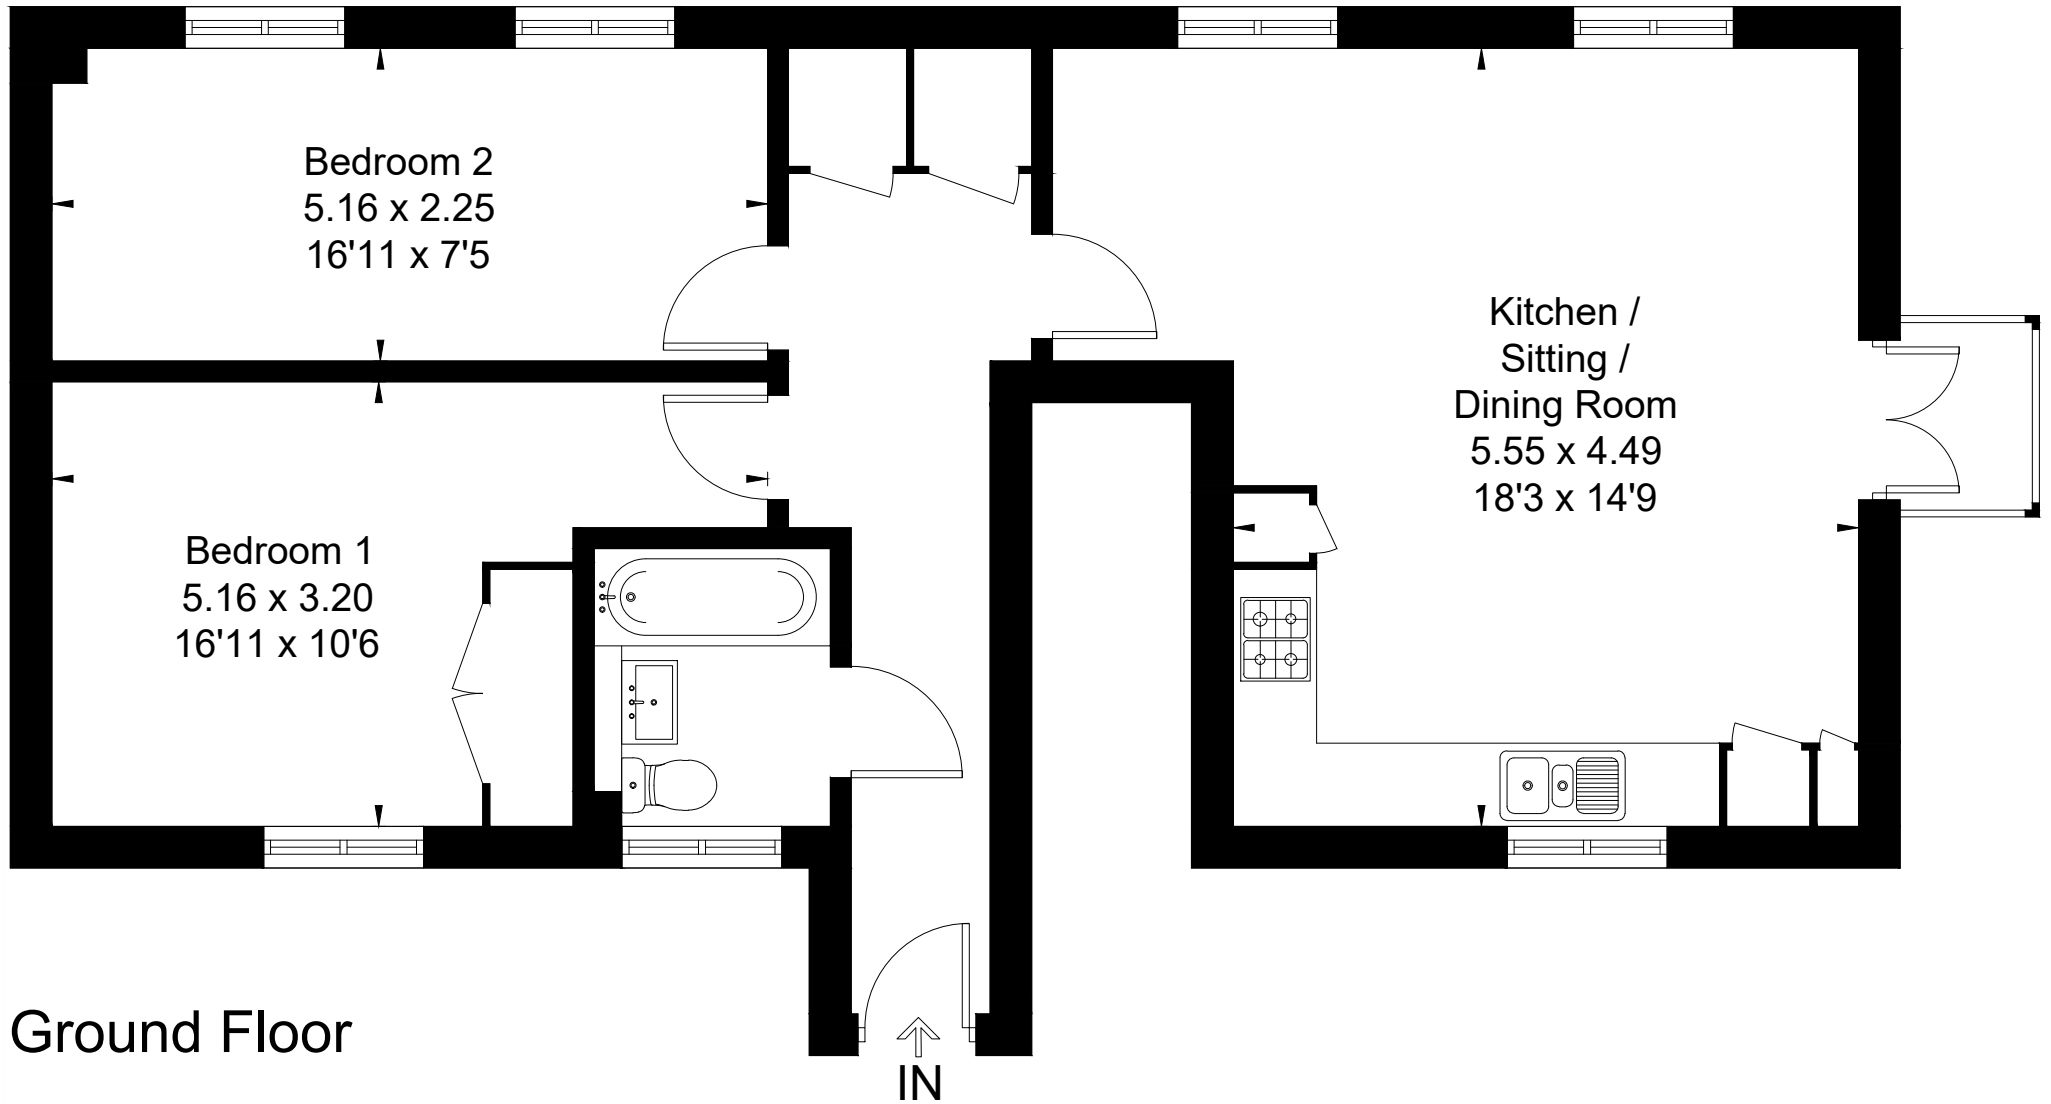 Bedroom 2
5.16 x 2.25
16'11 x 7'5
Kitchen /
Sitting /
Dining Room
5.55 x 4.49
18'3 x 14'9
Bedroom 1
5.16 x 3.20
16'11 x 10'6
Ground Floor
IN